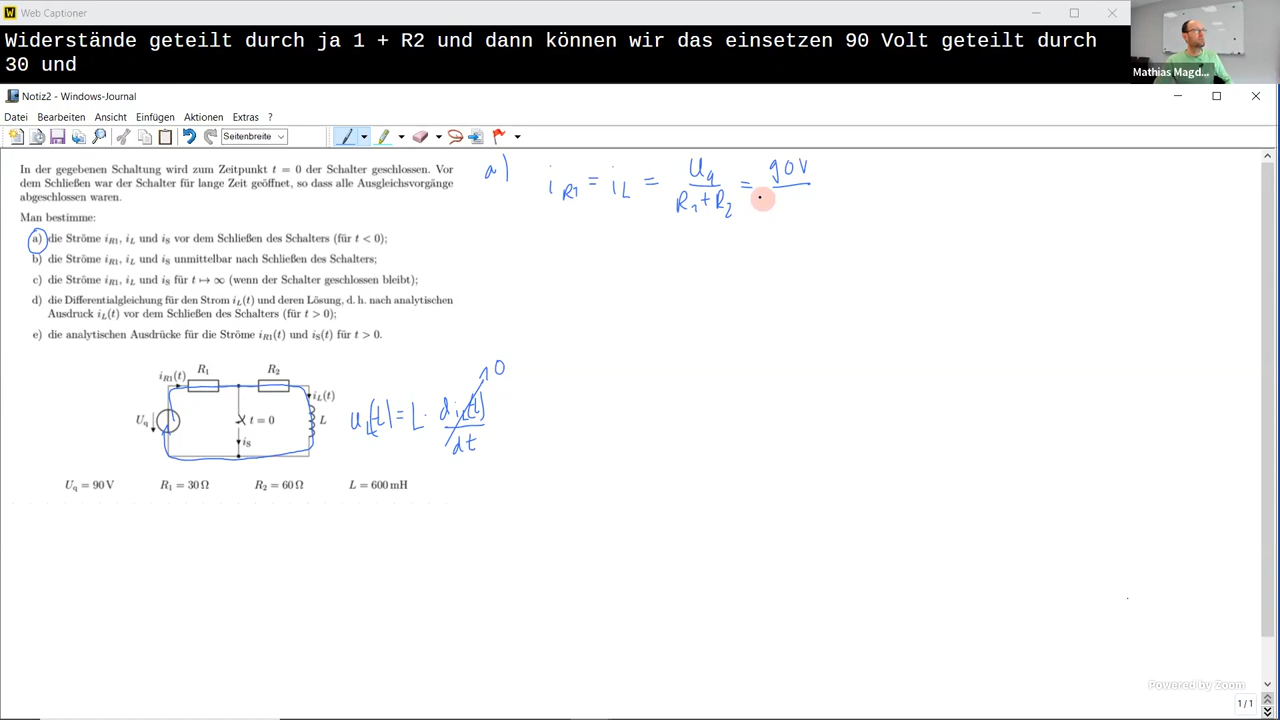 Web Captioner
Widerstände geteilt durch ja 1 + R2 und dann können wir das einsetzen 90 Volt geteilt durch
30 und
Mathias Magd...
Notiz2 - Windows-Journal
Datei Bearbeiten Ansicht Einfügen Aktionen Extras ?
Seitenbreite
In der gegebenen Schaltung wird zum Zeitpunkt t = 0 der Schalter geschlossen. Vor
dem Schließen war der Schalter für lange Zeit geöffnet, so dass alle Ausgleichsvorgänge
abgeschlossen waren.
Man bestimme:
a) die Ströme iR1, iL und iS vor dem Schließen des Schalters (für t < 0);
b) die Ströme iR1, iL und iS unmittelbar nach Schließen des Schalters;
c) die Ströme iR1, iL und iS für t ↦ ∞ (wenn der Schalter geschlossen bleibt);
d) die Differentialgleichung für den Strom iL(t) und deren Lösung, d. h. nach analytischen
Ausdruck iL(t) vor dem Schließen des Schalters (für t > 0);
e) die analytischen Ausdrücke für die Ströme iR1(t) und iS(t) für t > 0.
a) iR1 = iL = Uq / (R1 + R2) = 90V
iR1(t) R1 R2
iL(t)
Uq t = 0 L
iS
uL(t) = L · diL(t) / dt 0
Uq = 90 V R1 = 30 Ω R2 = 60 Ω L = 600 mH
Powered by Zoom
1/1